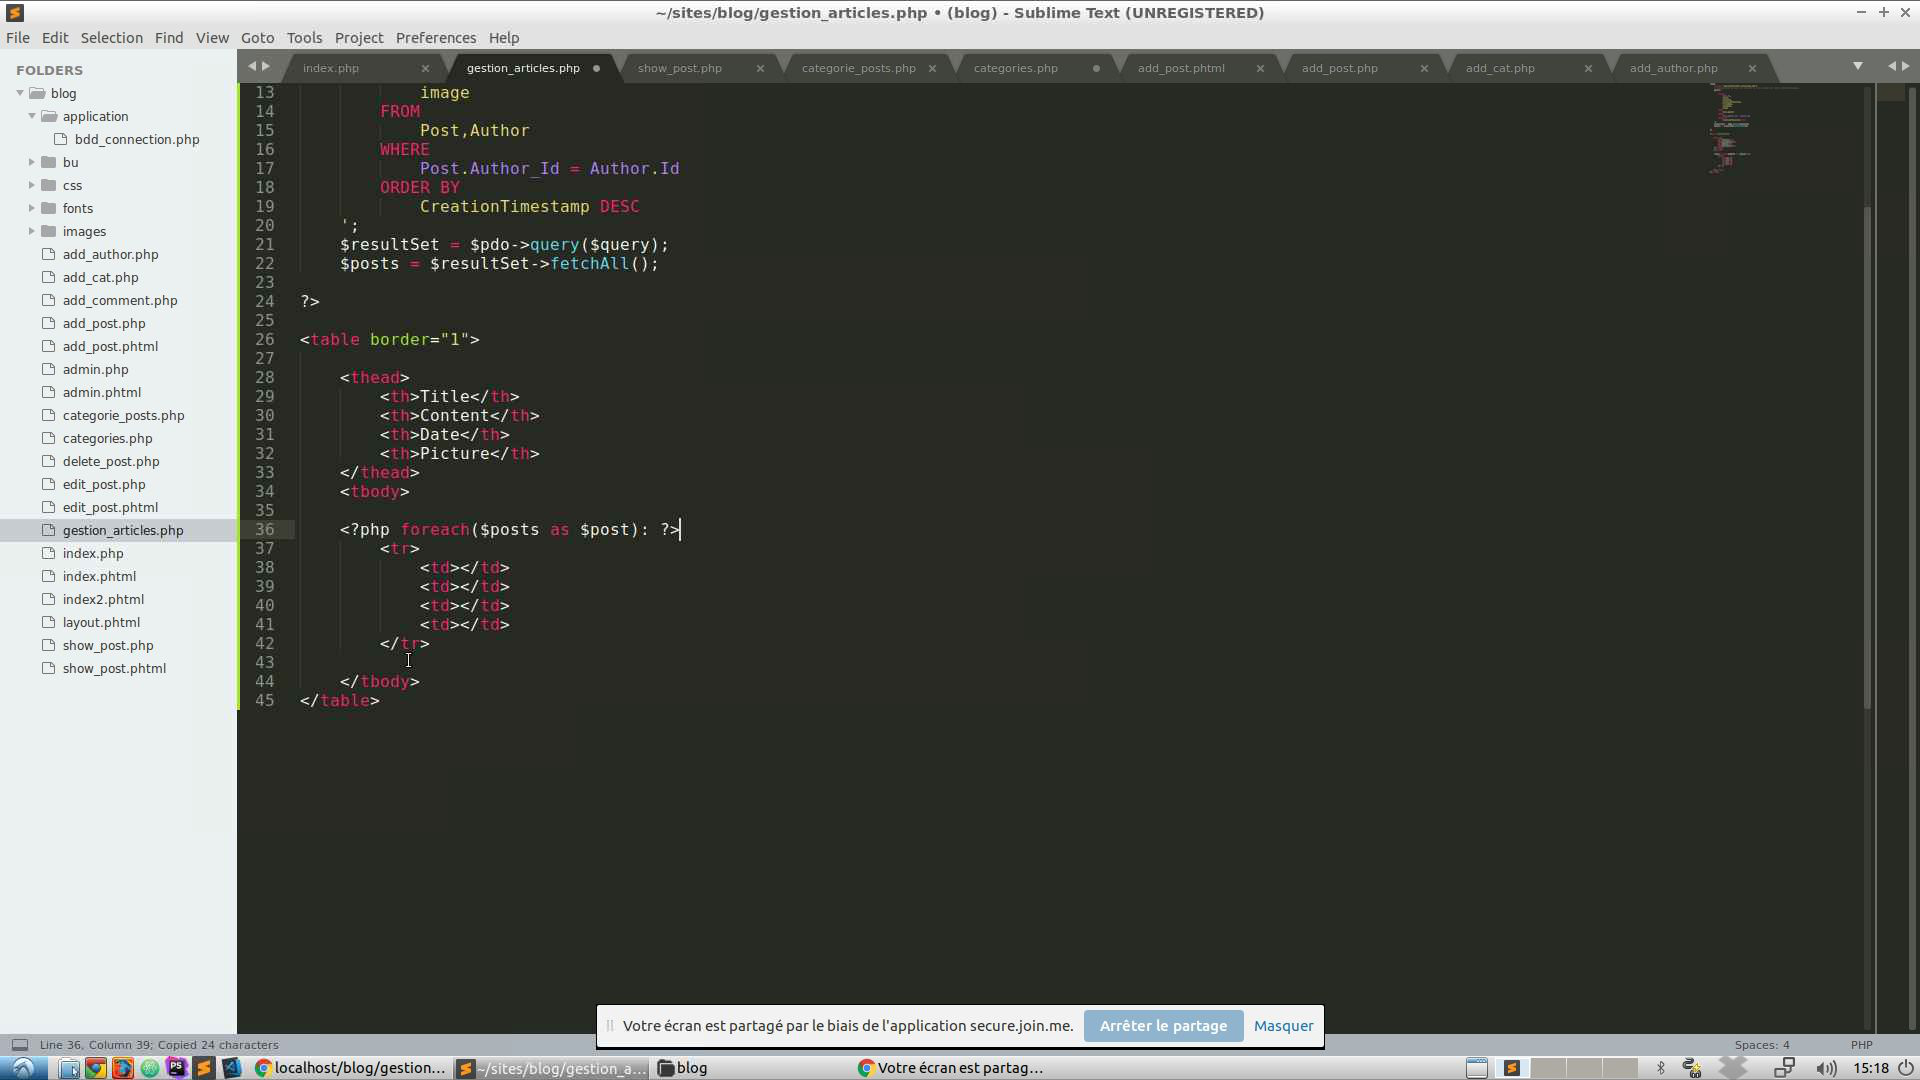 ~/sites/blog/gestion_articles.php • (blog) - Sublime Text (UNREGISTERED)
File Edit Selection Find View Goto Tools Project Preferences Help
FOLDERS
blog
application
bdd_connection.php
bu
css
fonts
images
add_author.php
add_cat.php
add_comment.php
add_post.php
add_post.phtml
admin.php
admin.phtml
categorie_posts.php
categories.php
delete_post.php
edit_post.php
edit_post.phtml
gestion_articles.php
index.php
index.phtml
index2.phtml
layout.phtml
show_post.php
show_post.phtml
index.php gestion_articles.php show_post.php categorie_posts.php categories.php add_post.phtml add_post.php add_cat.php add_author.php
13 image
14 FROM
15 Post,Author
16 WHERE
17 Post.Author_Id = Author.Id
18 ORDER BY
19 CreationTimestamp DESC
20 ';
21 $resultSet = $pdo->query($query);
22 $posts = $resultSet->fetchAll();
23
24 ?>
25
26 <table border="1">
27
28 <thead>
29 <th>Title</th>
30 <th>Content</th>
31 <th>Date</th>
32 <th>Picture</th>
33 </thead>
34 <tbody>
35
36 <?php foreach($posts as $post): ?>
37 <tr>
38 <td></td>
39 <td></td>
40 <td></td>
41 <td></td>
42 </tr>
43
44 </tbody>
45 </table>
Votre écran est partagé par le biais de l'application secure.join.me. Arrêter le partage Masquer
Line 36, Column 39; Copied 24 characters Spaces: 4 PHP
localhost/blog/gestion... ~/sites/blog/gestion_a... blog Votre écran est partag... 15:18